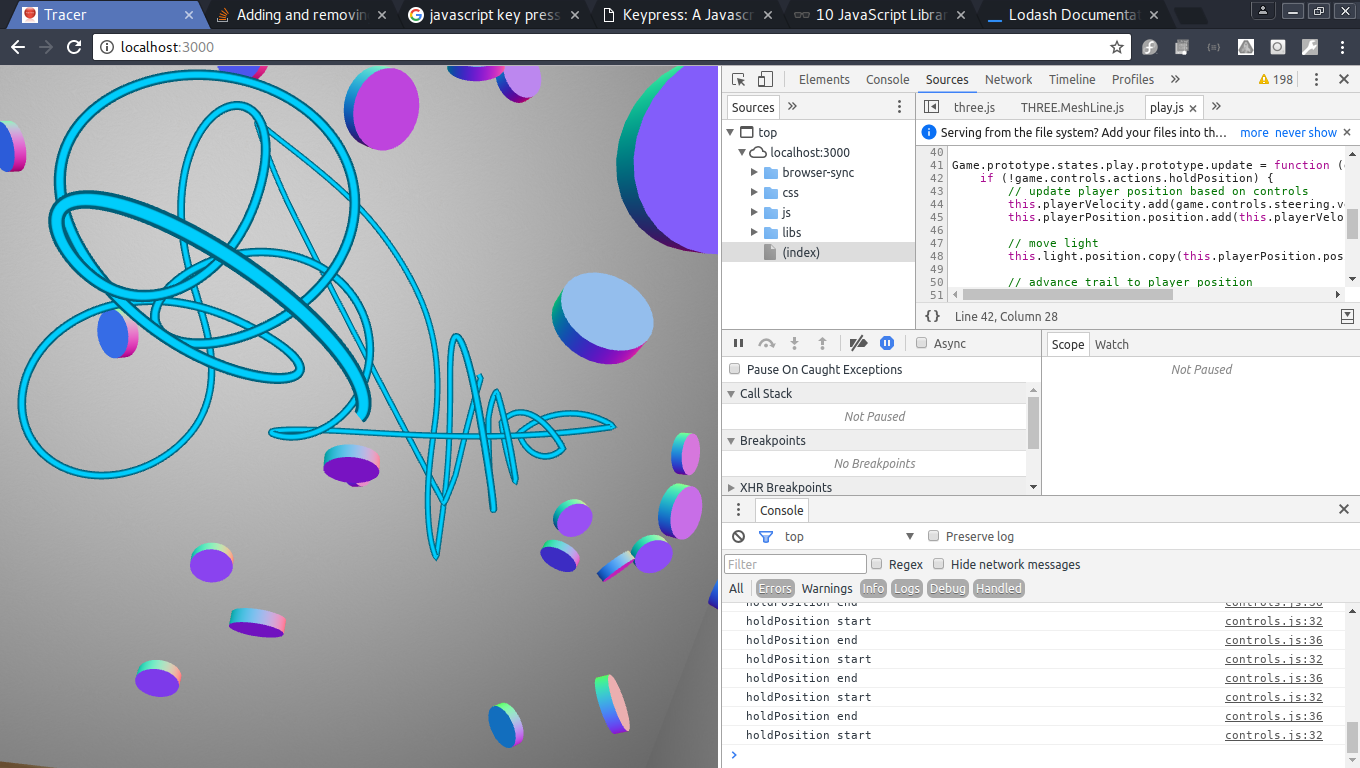 Tracer
Adding and removin
javascript key press
Keypress: A Javasc
10 JavaScript Librar
Lodash Documentat
localhost:3000
Elements Console Sources Network Timeline Profiles » 198
Sources »
three.js THREE.MeshLine.js play.js »
Serving from the file system? Add your files into th… more never show
top
localhost:3000
browser-sync
css
js
libs
(index)
40
41 Game.prototype.states.play.prototype.update = function (
42 if (!game.controls.actions.holdPosition) {
43 // update player position based on controls
44 this.playerVelocity.add(game.controls.steering.v
45 this.playerPosition.position.add(this.playerVelo
46
47 // move light
48 this.light.position.copy(this.playerPosition.pos
49
50 // advance trail to player position
51
{} Line 42, Column 28
Async
Scope Watch
Pause On Caught Exceptions
Not Paused
Call Stack
Not Paused
Breakpoints
No Breakpoints
XHR Breakpoints
Console
top Preserve log
Filter Regex Hide network messages
All Errors Warnings Info Logs Debug Handled
holdPosition end controls.js:36
holdPosition start controls.js:32
holdPosition end controls.js:36
holdPosition start controls.js:32
holdPosition end controls.js:36
holdPosition start controls.js:32
holdPosition end controls.js:36
holdPosition start controls.js:32